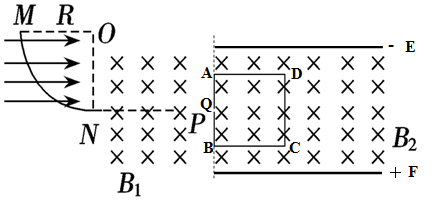 M R O - E
A D
Q
N P B C B₂
B₁ + F